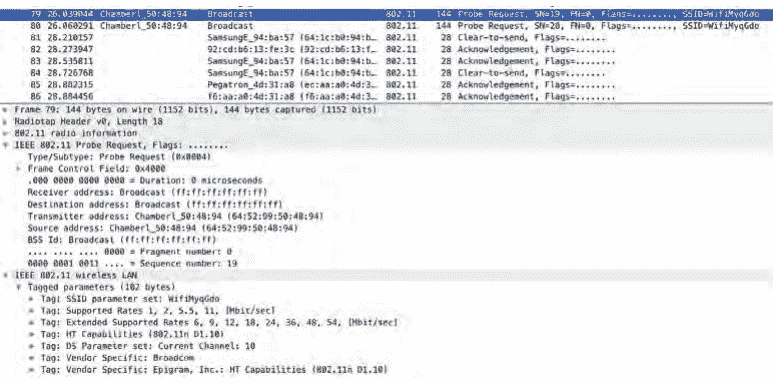 79 26.039044 Chamberl_50:48:94 Broadcast 802.11 144 Probe Request, SN=19, FN=0, Flags=........, SSID=WifiMyqGdo
80 26.060291 Chamberl_50:48:94 Broadcast 802.11 144 Probe Request, SN=20, FN=0, Flags=........, SSID=WifiMyqGdo
81 28.210157 SamsungE_94:ba:57 (64:1c:b0:94:b… 802.11 28 Clear-to-send, Flags=........
82 28.273947 92:cd:b6:13:fe:3c (92:cd:b6:13:f… 802.11 28 Acknowledgement, Flags=........
83 28.535811 SamsungE_94:ba:57 (64:1c:b0:94:b… 802.11 28 Acknowledgement, Flags=........
84 28.726768 SamsungE_94:ba:57 (64:1c:b0:94:b… 802.11 28 Clear-to-send, Flags=........
85 28.882315 Pegatron_4d:31:a8 (ec:aa:a0:4d:3… 802.11 28 Acknowledgement, Flags=........
86 28.884456 f6:aa:a0:4d:31:a8 (f6:aa:a0:4d:3… 802.11 28 Acknowledgement, Flags=........
Frame 79: 144 bytes on wire (1152 bits), 144 bytes captured (1152 bits)
Radiotap Header v0, Length 18
802.11 radio information
IEEE 802.11 Probe Request, Flags: ........
Type/Subtype: Probe Request (0x0004)
Frame Control Field: 0x4000
.000 0000 0000 0000 = Duration: 0 microseconds
Receiver address: Broadcast (ff:ff:ff:ff:ff:ff)
Destination address: Broadcast (ff:ff:ff:ff:ff:ff)
Transmitter address: Chamberl_50:48:94 (64:52:99:50:48:94)
Source address: Chamberl_50:48:94 (64:52:99:50:48:94)
BSS Id: Broadcast (ff:ff:ff:ff:ff:ff)
.... .... .... 0000 = Fragment number: 0
0000 0001 0011 .... = Sequence number: 19
IEEE 802.11 wireless LAN
Tagged parameters (102 bytes)
Tag: SSID parameter set: WifiMyqGdo
Tag: Supported Rates 1, 2, 5.5, 11, [Mbit/sec]
Tag: Extended Supported Rates 6, 9, 12, 18, 24, 36, 48, 54, [Mbit/sec]
Tag: HT Capabilities (802.11n D1.10)
Tag: DS Parameter set: Current Channel: 10
Tag: Vendor Specific: Broadcom
Tag: Vendor Specific: Epigram, Inc.: HT Capabilities (802.11n D1.10)